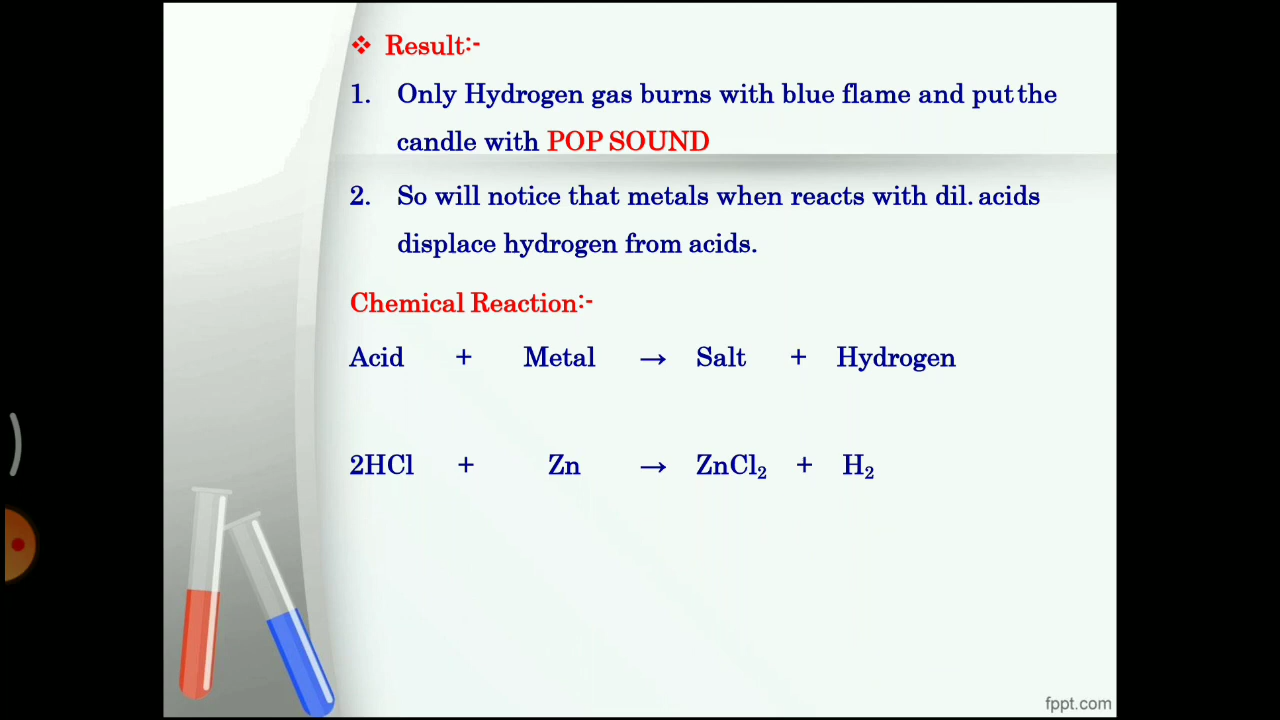 ❖ Result:-
1. Only Hydrogen gas burns with blue flame and put the
candle with POP SOUND
2. So will notice that metals when reacts with dil. acids
displace hydrogen from acids.
Chemical Reaction:-
Acid + Metal → Salt + Hydrogen
2HCl + Zn → ZnCl₂ + H₂
fppt.com